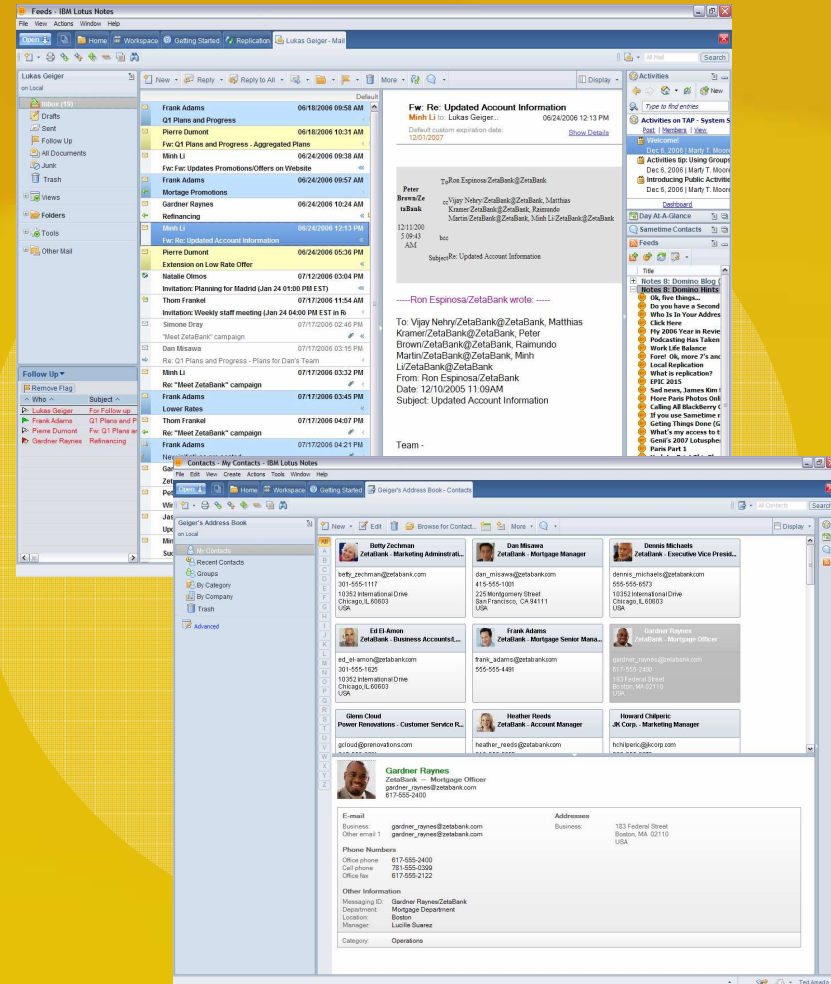 Feeds - IBM Lotus Notes
File View Actions Window Help
Open Home Workspace Getting Started Replication Lukas Geiger - Mail
All Mail Search
Lukas Geiger
on Local
Inbox (19)
Drafts
Sent
Follow Up
All Documents
Junk
Trash
Views
Folders
Tools
Other Mail
Follow Up
Remove Flag
Who Subject
Lukas Geiger For Follow up
Frank Adams Q1 Plans and P
Pierre Dumont Fw: Q1 Plans an
Gardner Raynes Refinancing
New Reply Reply to All More Display
Default
Frank Adams 06/18/2006 09:58 AM
Q1 Plans and Progress
Pierre Dumont 06/18/2006 10:31 AM
Fw: Q1 Plans and Progress - Aggregated Plans
Minh Li 06/24/2006 09:38 AM
Fw: Fw: Updates Promotions/Offers on Website
Frank Adams 06/24/2006 09:57 AM
Mortage Promotions
Gardner Raynes 06/24/2006 10:24 AM
Refinancing
Minh Li 06/24/2006 12:13 PM
Fw: Re: Updated Account Information
Pierre Dumont 06/24/2006 05:36 PM
Extension on Low Rate Offer
Natalie Olmos 07/12/2006 03:04 PM
Invitation: Planning for Madrid (Jan 24 01:00 PM EST)
Thom Frankel 07/17/2006 11:54 AM
Invitation: Weekly staff meeting (Jan 24 04:00 PM EST in R
Simone Dray 07/17/2006 02:46 PM
"Meet ZetaBank" campaign
Dan Misawa 07/17/2006 03:15 PM
Re: Q1 Plans and Progress - Plans for Dan's Team
Minh Li 07/17/2006 03:32 PM
Re: "Meet ZetaBank" campaign
Frank Adams 07/17/2006 03:45 PM
Lower Rates
Thom Frankel 07/17/2006 04:07 PM
Re: "Meet ZetaBank" campaign
Frank Adams 07/17/2006 04:21 PM
Fw: Re: Updated Account Information
Minh Li to: Lukas Geiger... 06/24/2006 12:13 PM
Default custom expiration date:
12/01/2007
Show Details
Peter
Brown/Ze
taBank
12/11/200
5 09:43
AM
To Ron Espinosa/ZetaBank@ZetaBank
cc Vijay Nehry/ZetaBank@ZetaBank, Matthias
Kramer/ZetaBank@ZetaBank, Raimundo
Martin/ZetaBank@ZetaBank, Minh Li/ZetaBank@ZetaBank
bcc
Subject Re: Updated Account Information
-----Ron Espinosa/ZetaBank wrote: -----
To: Vijay Nehry/ZetaBank@ZetaBank, Matthias
Kramer/ZetaBank@ZetaBank, Peter
Brown/ZetaBank@ZetaBank, Raimundo
Martin/ZetaBank@ZetaBank, Minh
Li/ZetaBank@ZetaBank
From: Ron Espinosa/ZetaBank
Date: 12/10/2005 11:09AM
Subject: Updated Account Information
Team -
Activities
New
Type to find entries
Activities on TAP - System S
Post | Members | View
Welcome!
Dec 6, 2006 | Marty T. Moor
Activities tip: Using Groups
Dec 6, 2006 | Marty T. Moor
Introducing Public Activitie
Dec 6, 2006 | Marty T. Moor
Dashboard
Day At-A-Glance
Sametime Contacts
Feeds
Title
Notes 8: Domino Blog (
Notes 8: Domino Hints
Ok, five things...
Do you have a Second
Who Is In Your Addres
Click Here
My 2006 Year in Revie
Podcasting Has Taken
Work Life Balance
Fore! Ok, more 7's and
Local Replication
What is replication?
EPIC 2015
Sad news, James Kim
More Paris Photos Onl
Calling All BlackBerry
If you use Sametime
Geting Things Done (G
What's my access to t
Genii's 2007 Lotusphe
Paris Part 1
Contacts - My Contacts - IBM Lotus Notes
File Edit View Create Actions Tools Window Help
Open Home Workspace Getting Started Geiger's Address Book - Contacts
All Contacts Search
Geiger's Address Book
on Local
My Contacts
Recent Contacts
Groups
By Category
By Company
Trash
Advanced
New Edit Browse for Contact... More Display
All
A
B
C
D
E
F
G
H
I
J
K
L
M
N
O
P
Q
R
S
T
U
V
W
X
Y
Z
Betty Zechman
ZetaBank - Marketing Adminstrati...
betty_zechman@zetabank.com
301-555-1117
10352 International Drive
Chicago,IL 60603
USA
Dan Misawa
ZetaBank - Mortgage Manager
dan_misawa@zetabank.com
415-555-1001
225 Montgomery Street
San Francisco, CA 94111
USA
Dennis Michaels
ZetaBank - Executive Vice Presid...
dennis_michaels@zetabank.com
555-555-6573
10352 International Drive
Chicago,IL 60603
USA
Ed El-Amon
ZetaBank - Business Accounts/L...
ed_el-amon@zetabank.com
301-555-1625
10352 International Drive
Chicago,IL 60603
USA
Frank Adams
ZetaBank - Mortgage Senior Mana...
frank_adams@zetabank.com
555-555-4491
Gardner Raynes
ZetaBank - Mortgage Officer
gardner_raynes@zetabank.com
617-555-2400
183 Federal Street
Boston, MA 02110
USA
Glenn Cloud
Power Renovations - Customer Service R...
gcloud@prenovations.com
Heather Reeds
ZetaBank - Account Manager
heather_reeds@zetabank.com
Howard Chilperic
JK Corp. - Marketing Manager
hchilperic@jkcorp.com
Gardner Raynes
ZetaBank — Mortgage Officer
gardner_raynes@zetabank.com
617-555-2400
E-mail Addresses
Business: gardner_raynes@zetabank.com Business: 183 Federal Street
Other email 1 gardner_raynes@zetabank.com Boston, MA 02110
USA
Phone Numbers
Office phone 617-555-2400
Cell phone 781-555-0399
Office fax 617-555-2122
Other Information
Messaging ID: Gardner Raynes/ZetaBank
Department: Mortgage Department
Location: Boston
Manager: Lucille Suarez
Category: Operations
Ted Amado